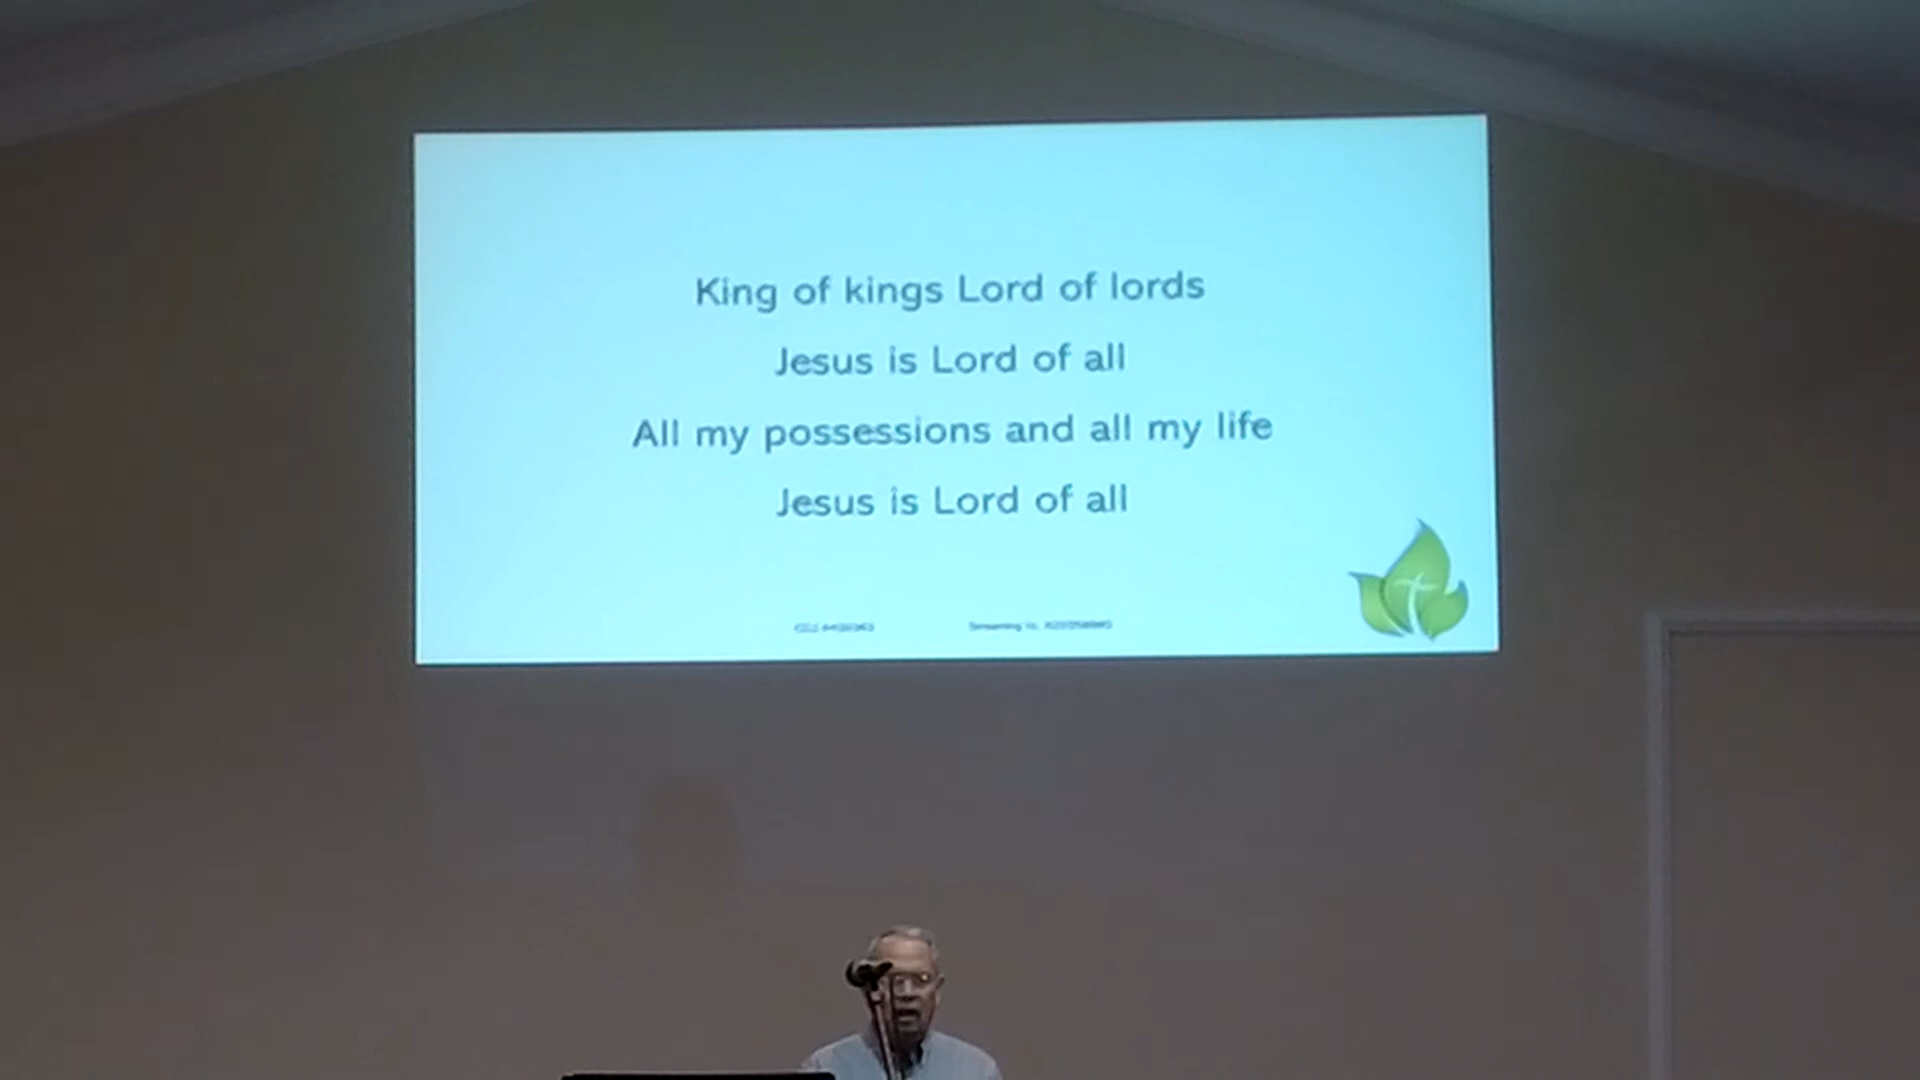 King of kings Lord of lords
Jesus is Lord of all
All my possessions and all my life
Jesus is Lord of all